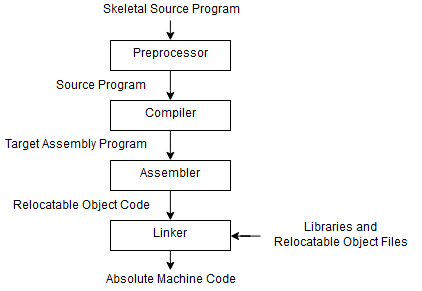 Skeletal Source Program
Preprocessor
Source Program
Compiler
Target Assembly Program
Assembler
Relocatable Object Code
Linker
Libraries and
Relocatable Object Files
Absolute Machine Code